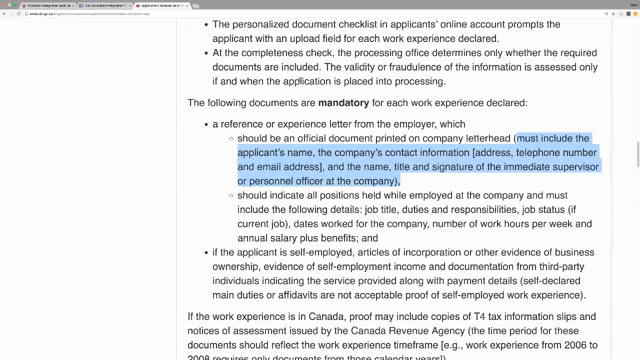 • The personalized document checklist in applicants' online account prompts the
applicant with an upload field for each work experience declared.
• At the completeness check, the processing office determines only whether the required
documents are included. The validity or fraudulence of the information is assessed only
if and when the application is placed into processing.
The following documents are mandatory for each work experience declared:
• a reference or experience letter from the employer, which
◦ should be an official document printed on company letterhead (must include the
applicant's name, the company's contact information [address, telephone number
and email address], and the name, title and signature of the immediate supervisor
or personnel officer at the company),
◦ should indicate all positions held while employed at the company and must
include the following details: job title, duties and responsibilities, job status (if
current job), dates worked for the company, number of work hours per week and
annual salary plus benefits; and
• if the applicant is self-employed, articles of incorporation or other evidence of business
ownership, evidence of self-employment income and documentation from third-party
individuals indicating the service provided along with payment details (self-declared
main duties or affidavits are not acceptable proof of self-employed work experience).
If the work experience is in Canada, proof may include copies of T4 tax information slips and
notices of assessment issued by the Canada Revenue Agency (the time period for these
documents should reflect the work experience timeframe [e.g., work experience from 2006 to
2008 requires only documents from those calendar years]).